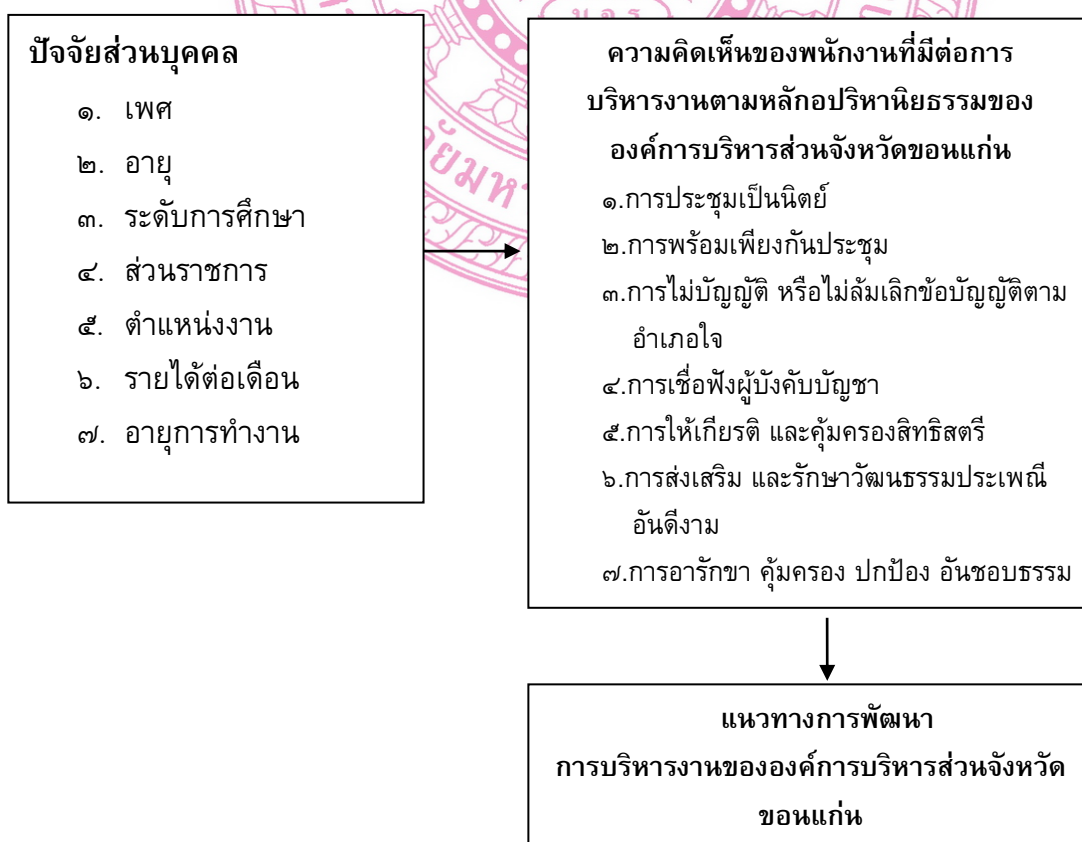 ปัจจัยส่วนบุคคล
๑. เพศ
๒. อายุ
๓. ระดับการศึกษา
๔. ส่วนราชการ
๕. ตำแหน่งงาน
๖. รายได้ต่อเดือน
๗. อายุการทำงาน
ความคิดเห็นของพนักงานที่มีต่อการ
บริหารงานตามหลักอปริหานิยธรรมของ
องค์การบริหารส่วนจังหวัดขอนแก่น
๑.การประชุมเป็นนิตย์
๒.การพร้อมเพียงกันประชุม
๓.การไม่บัญญัติ หรือไม่ล้มเลิกข้อบัญญัติตาม
อำเภอใจ
๔.การเชื่อฟังผู้บังคับบัญชา
๕.การให้เกียรติ และคุ้มครองสิทธิสตรี
๖.การส่งเสริม และรักษาวัฒนธรรมประเพณี
อันดีงาม
๗.การอารักขา คุ้มครอง ปกป้อง อันชอบธรรม
แนวทางการพัฒนา
การบริหารงานขององค์การบริหารส่วนจังหวัด
ขอนแก่น